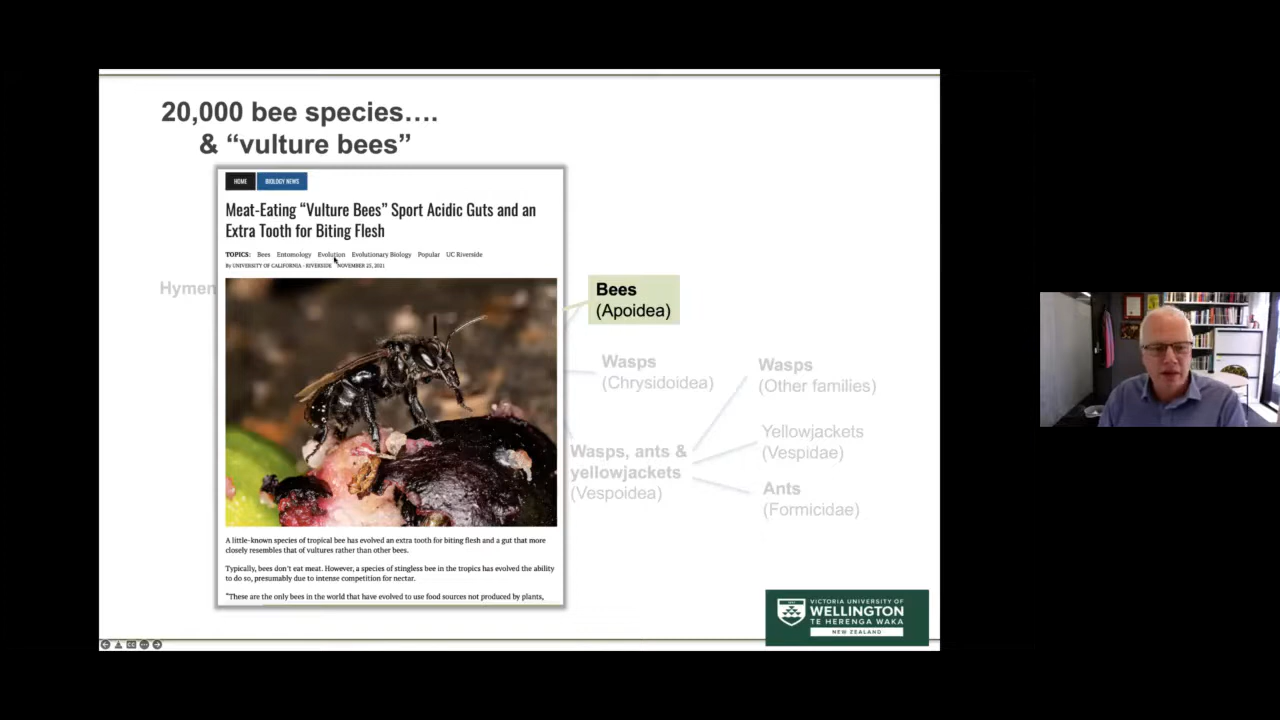 20,000 bee species….
& “vulture bees”
HOME
BIOLOGY NEWS
Meat-Eating “Vulture Bees” Sport Acidic Guts and an
Extra Tooth for Biting Flesh
TOPICS: Bees Entomology Evolution Evolutionary Biology Popular UC Riverside
By UNIVERSITY OF CALIFORNIA - RIVERSIDE NOVEMBER 25, 2021
A little-known species of tropical bee has evolved an extra tooth for biting flesh and a gut that more
closely resembles that of vultures rather than other bees.
Typically, bees don’t eat meat. However, a species of stingless bee in the tropics has evolved the ability
to do so, presumably due to intense competition for nectar.
“These are the only bees in the world that have evolved to use food sources not produced by plants,
Hymen
Bees
(Apoidea)
Wasps
(Chrysidoidea)
Wasps, ants &
yellowjackets
(Vespoidea)
Wasps
(Other families)
Yellowjackets
(Vespidae)
Ants
(Formicidae)
VICTORIA UNIVERSITY OF
WELLINGTON
TE HERENGA WAKA
NEW ZEALAND